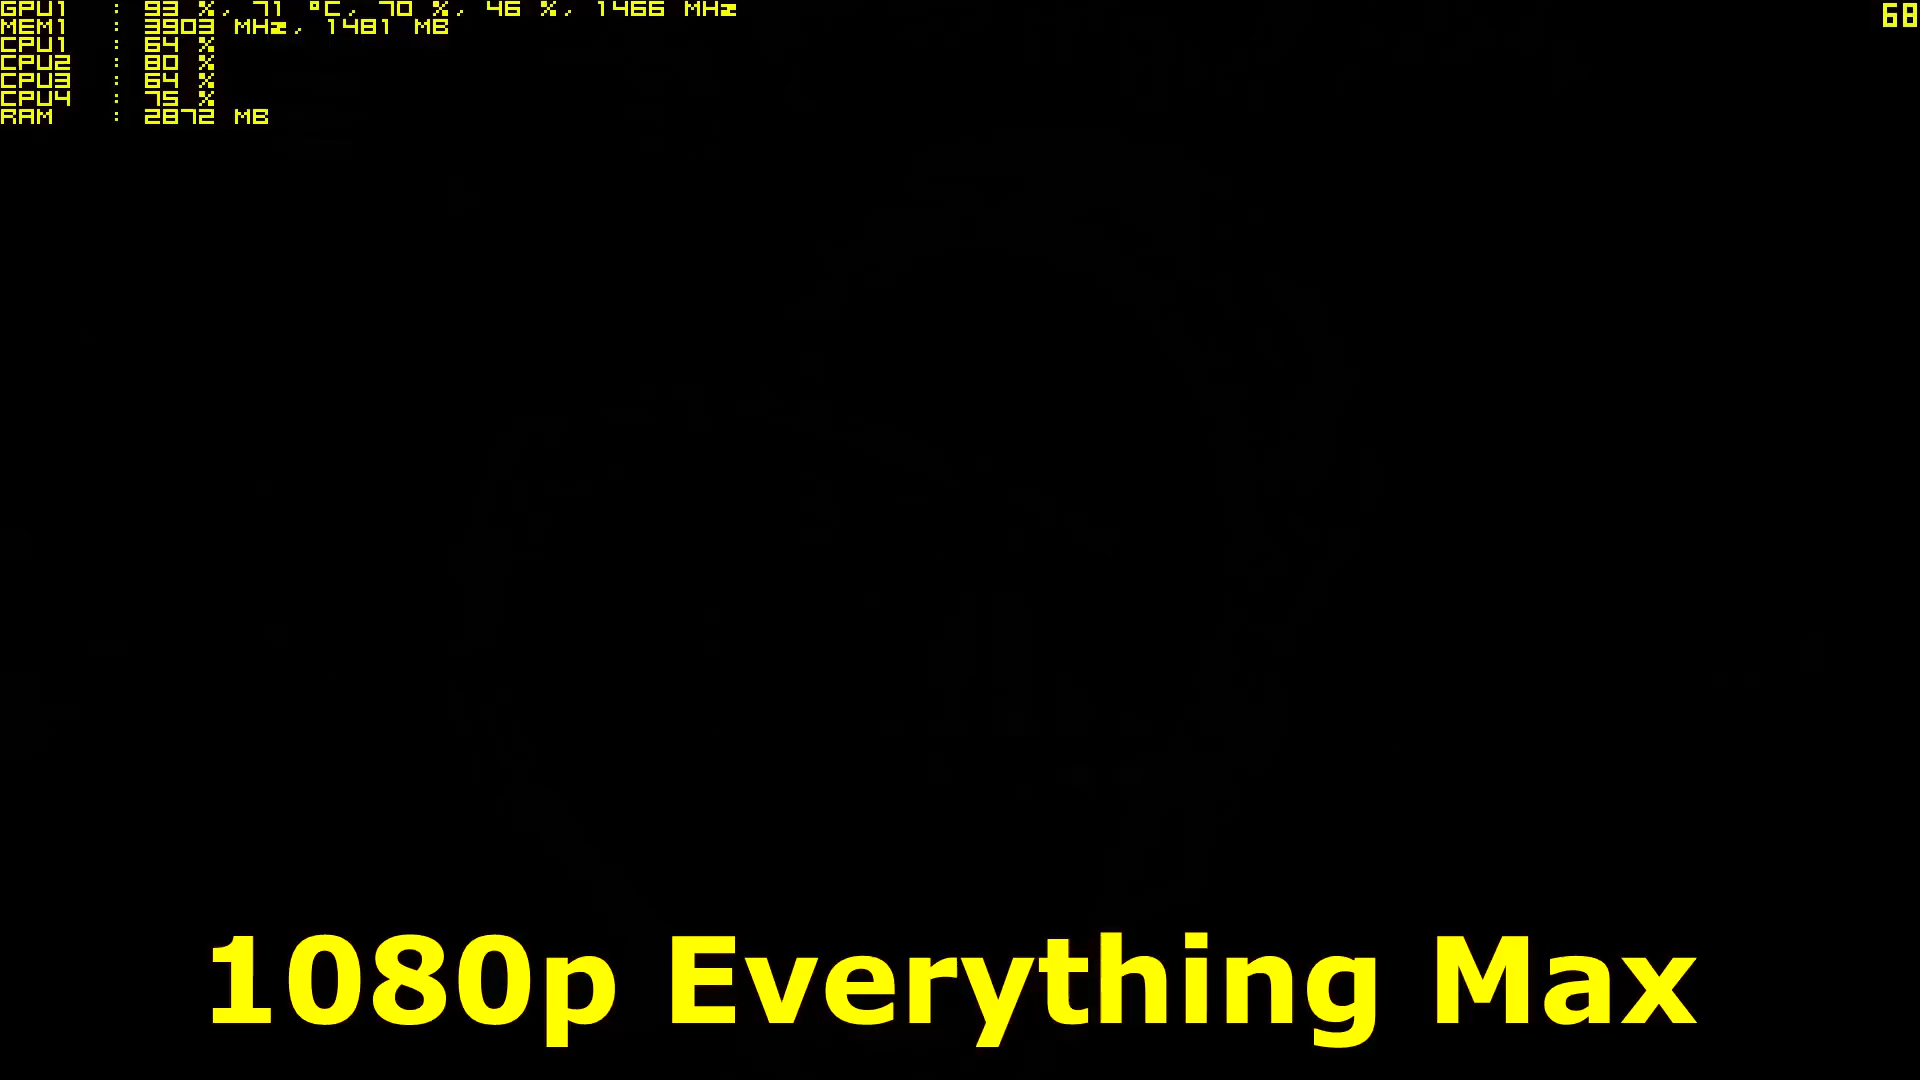 GPU1 : 93 %, 71 °C, 70 %, 46 %, 1466 MHz
68
MEM1 : 3903 MHz, 1481 MB
CPU1 : 64 %
CPU2 : 80 %
CPU3 : 64 %
CPU4 : 75 %
RAM : 2872 MB
1080p Everything Max